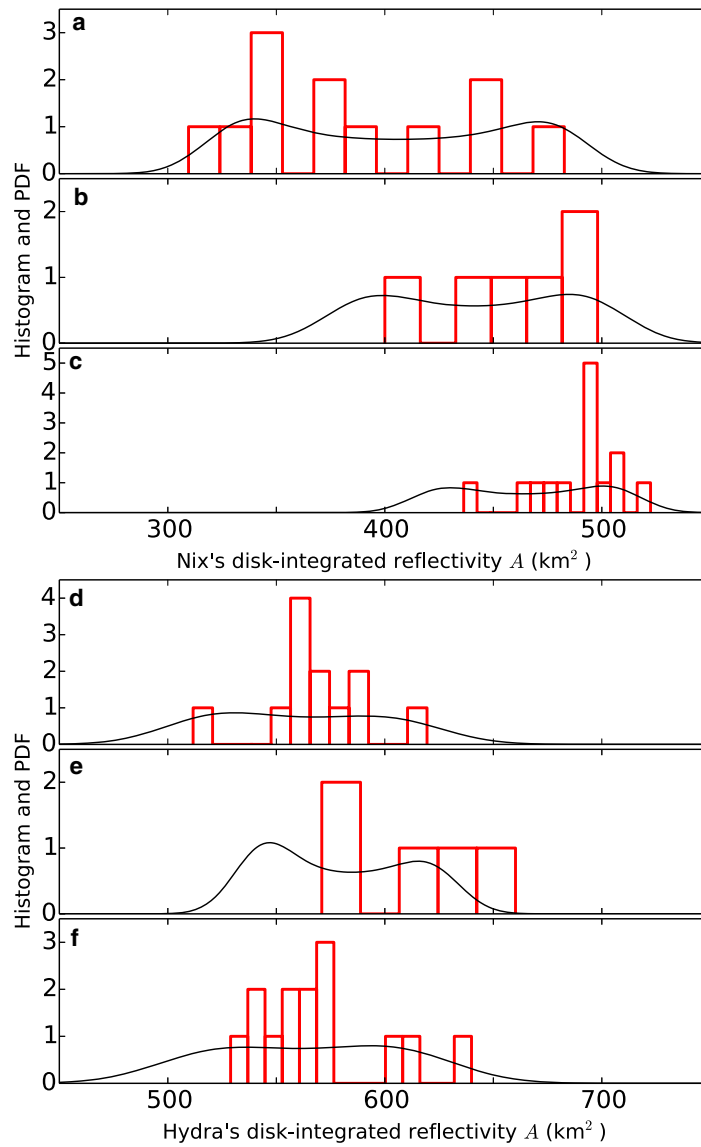 a
3
2
1
0
b
2
1
0
Histogram and PDF
c
5
4
3
2
1
0
300 400 500
Nix's disk-integrated reflectivity A (km²)
d
4
3
2
1
0
e
2
1
0
Histogram and PDF
f
3
2
1
0
500 600 700
Hydra's disk-integrated reflectivity A (km²)